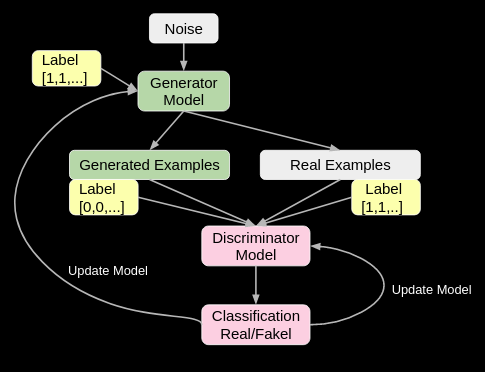 Noise
Label
[1,1,...]
Generator
Model
Generated Examples
Real Examples
Label
[0,0,...]
Label
[1,1,..]
Discriminator
Model
Update Model
Update Model
Classification
Real/Fakel